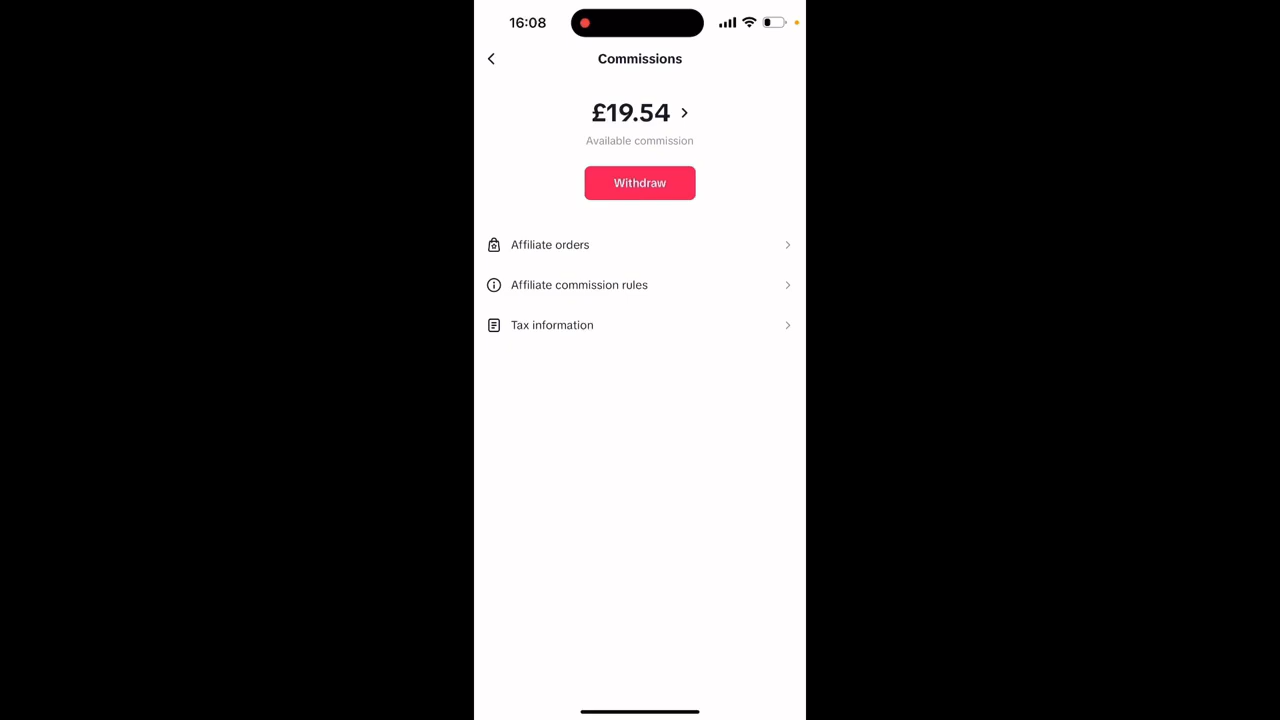 16:08
Commissions
£19.54
Available commission
Withdraw
Affiliate orders
Affiliate commission rules
Tax information